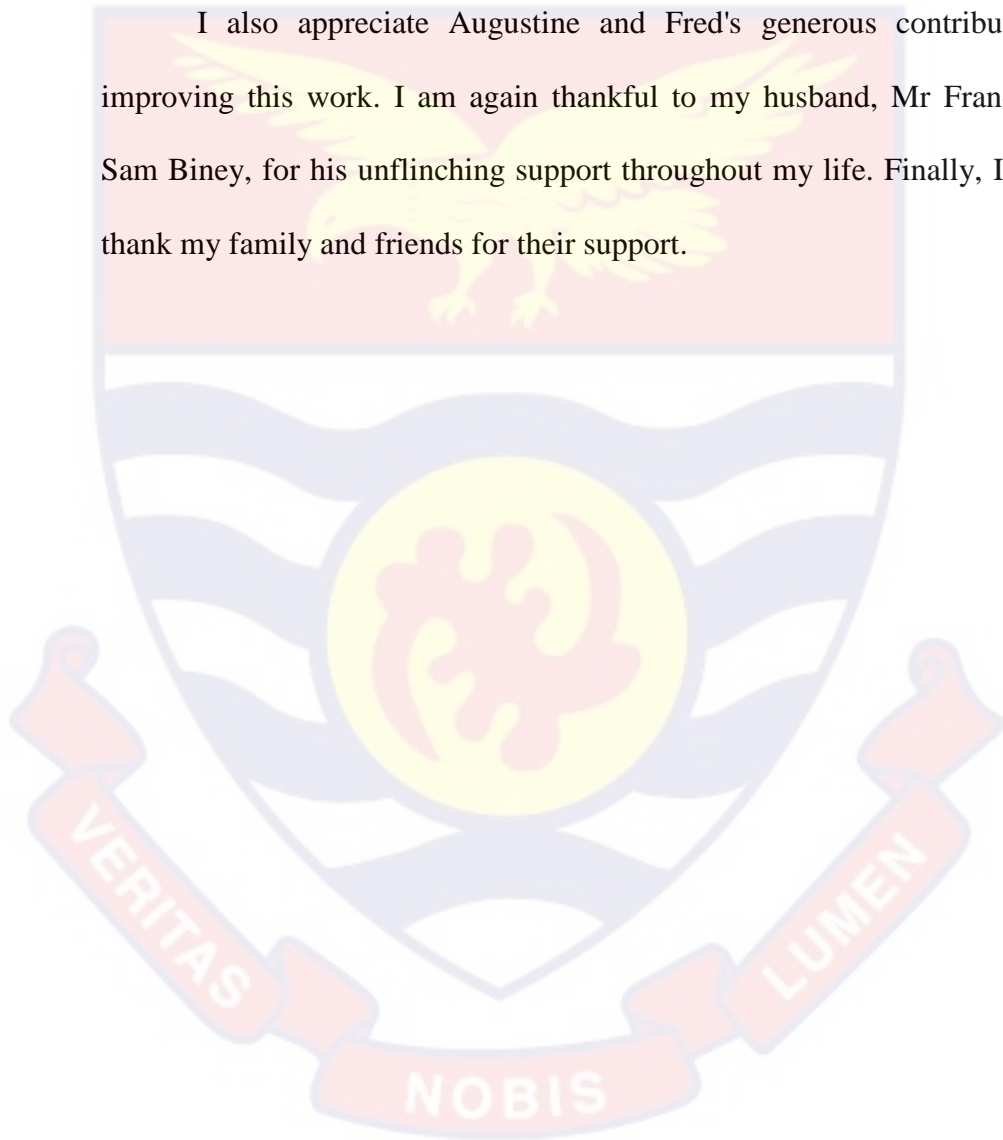 I also appreciate Augustine and Fred's generous contribu
improving this work. I am again thankful to my husband, Mr Fran
Sam Biney, for his unflinching support throughout my life. Finally, I
thank my family and friends for their support.
VERITAS
NOBIS
LUMEN